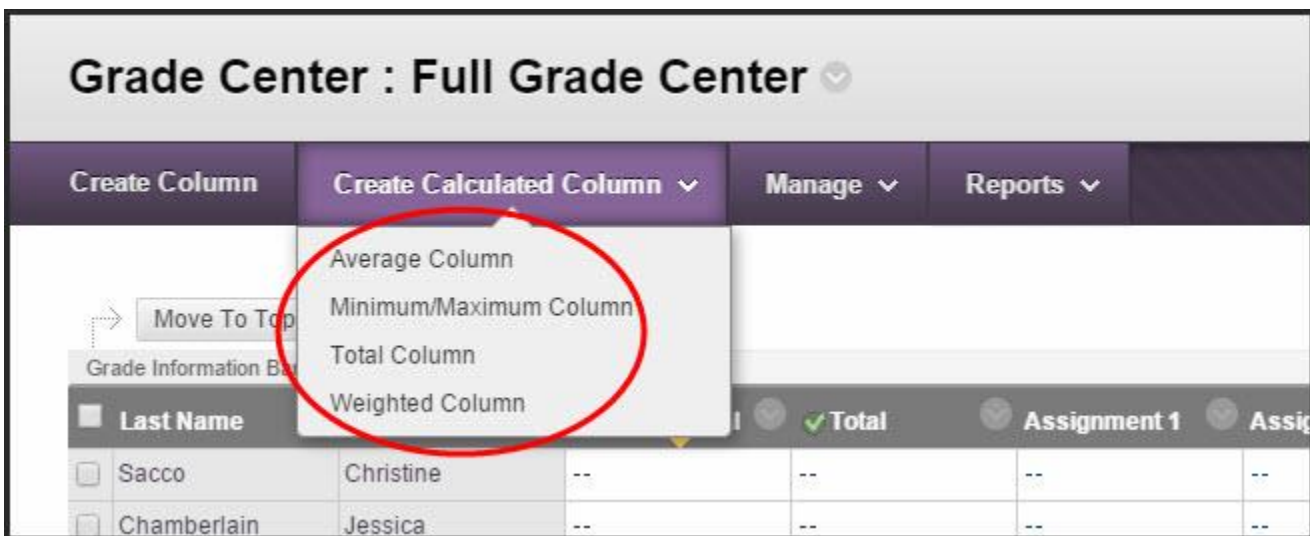 Grade Center : Full Grade Center
Create Column Create Calculated Column Manage Reports
Average Column
Minimum/Maximum Column
Total Column
Weighted Column
Move To Top
Grade Information
Last Name Total Assignment 1
Sacco Christine -- -- -- --
Chamberlain Jessica -- -- -- --